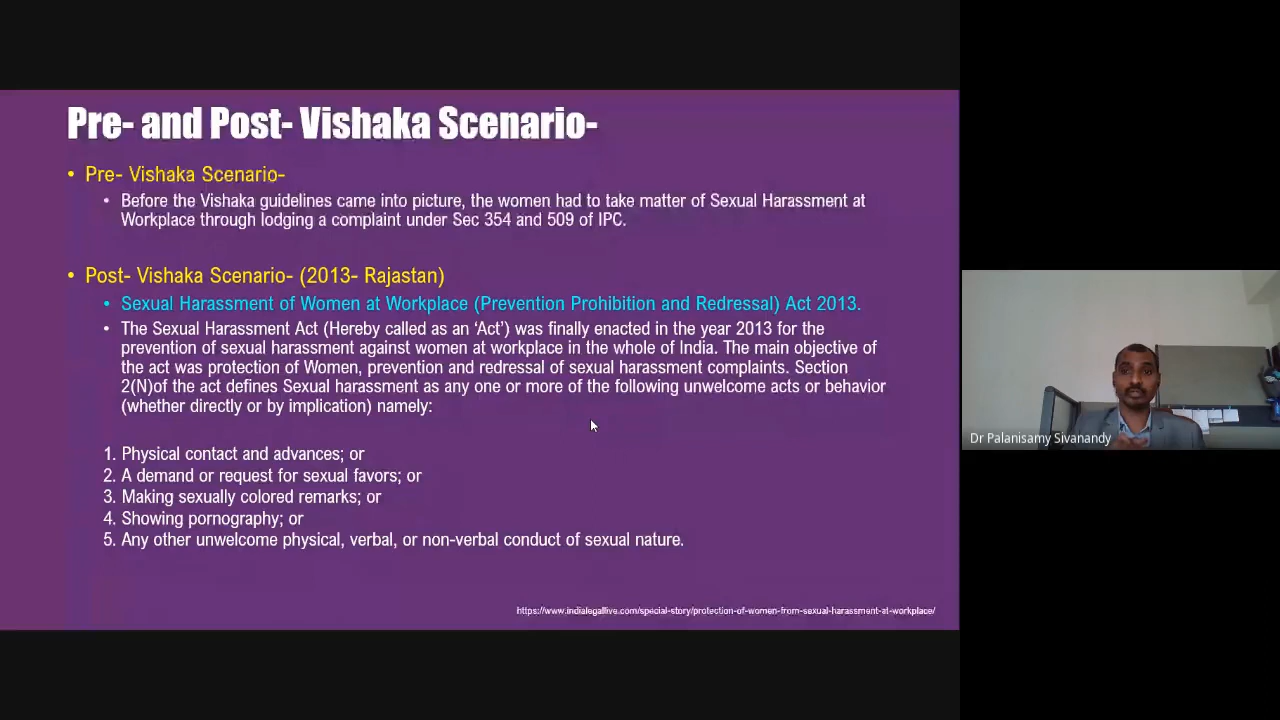 Pre- and Post- Vishaka Scenario-
• Pre- Vishaka Scenario-
• Before the Vishaka guidelines came into picture, the women had to take matter of Sexual Harassment at
Workplace through lodging a complaint under Sec 354 and 509 of IPC.
• Post- Vishaka Scenario- (2013- Rajastan)
• Sexual Harassment of Women at Workplace (Prevention Prohibition and Redressal) Act 2013.
• The Sexual Harassment Act (Hereby called as an ‘Act’) was finally enacted in the year 2013 for the
prevention of sexual harassment against women at workplace in the whole of India. The main objective of
the act was protection of Women, prevention and redressal of sexual harassment complaints. Section
2(N)of the act defines Sexual harassment as any one or more of the following unwelcome acts or behavior
(whether directly or by implication) namely:
1. Physical contact and advances; or
2. A demand or request for sexual favors; or
3. Making sexually colored remarks; or
4. Showing pornography; or
5. Any other unwelcome physical, verbal, or non-verbal conduct of sexual nature.
https://www.indialegallive.com/special-story/protection-of-women-from-sexual-harassment-at-workplace/
Dr Palanisamy Sivanandy